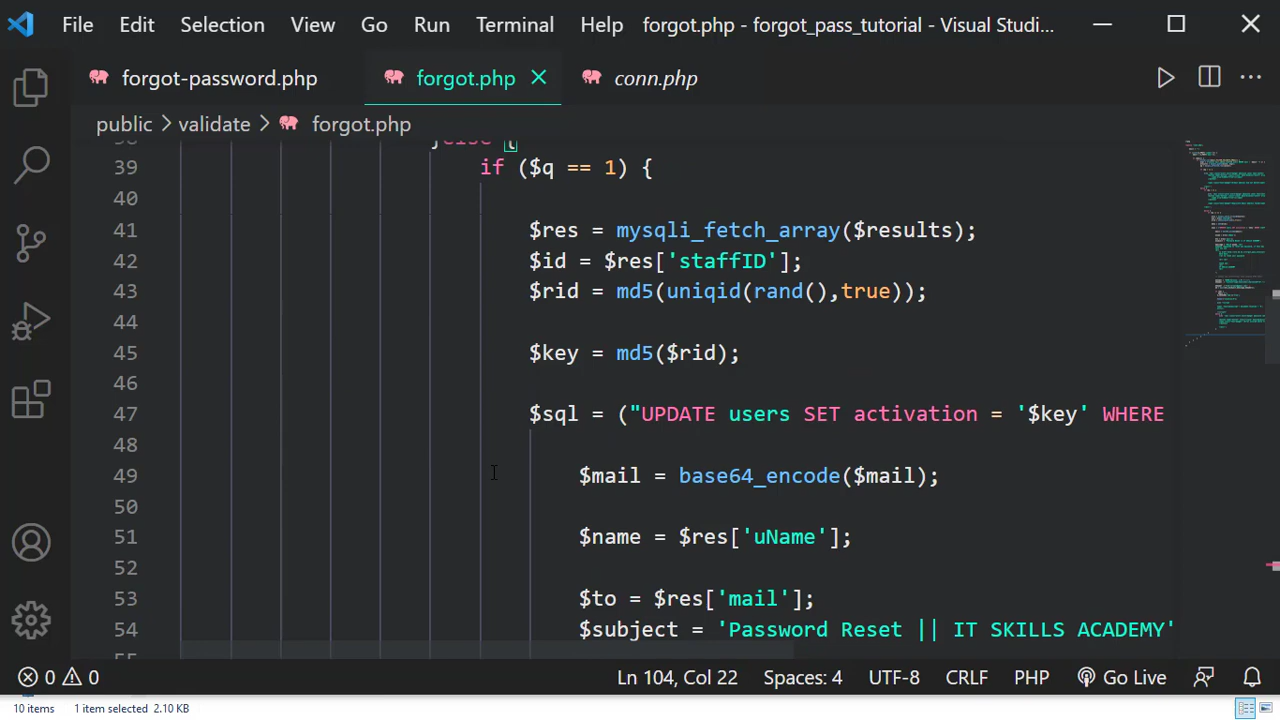 File Edit Selection View Go Run Terminal Help forgot.php - forgot_pass_tutorial - Visual Studi...
forgot-password.php forgot.php conn.php
public > validate > forgot.php
}else {
39 if ($q == 1) {
40
41 $res = mysqli_fetch_array($results);
42 $id = $res['staffID'];
43 $rid = md5(uniqid(rand(),true));
44
45 $key = md5($rid);
46
47 $sql = ("UPDATE users SET activation = '$key' WHERE
48
49 $mail = base64_encode($mail);
50
51 $name = $res['uName'];
52
53 $to = $res['mail'];
54 $subject = 'Password Reset || IT SKILLS ACADEMY'
55
0 0 Ln 104, Col 22 Spaces: 4 UTF-8 CRLF PHP Go Live
10 items 1 item selected 2.10 KB